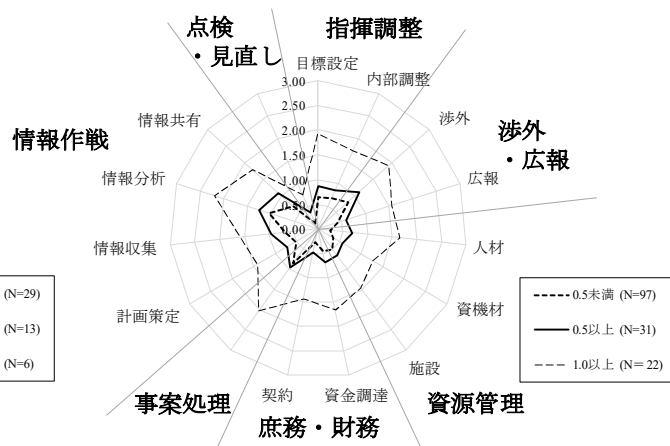 点検
・見直し
指揮調整
目標設定
内部調整
渉外
渉外
・広報
広報
人材
資機材
施設
資源管理
資金調達
庶務・財務
契約
事案処理
計画策定
情報収集
情報分析
情報作戦
情報共有
3.00
2.50
2.00
1.50
1.00
0.50
0.00
(N=29)
(N=13)
(N=6)
0.5未満 (N=97)
0.5以上 (N=31)
1.0以上 (N＝22)